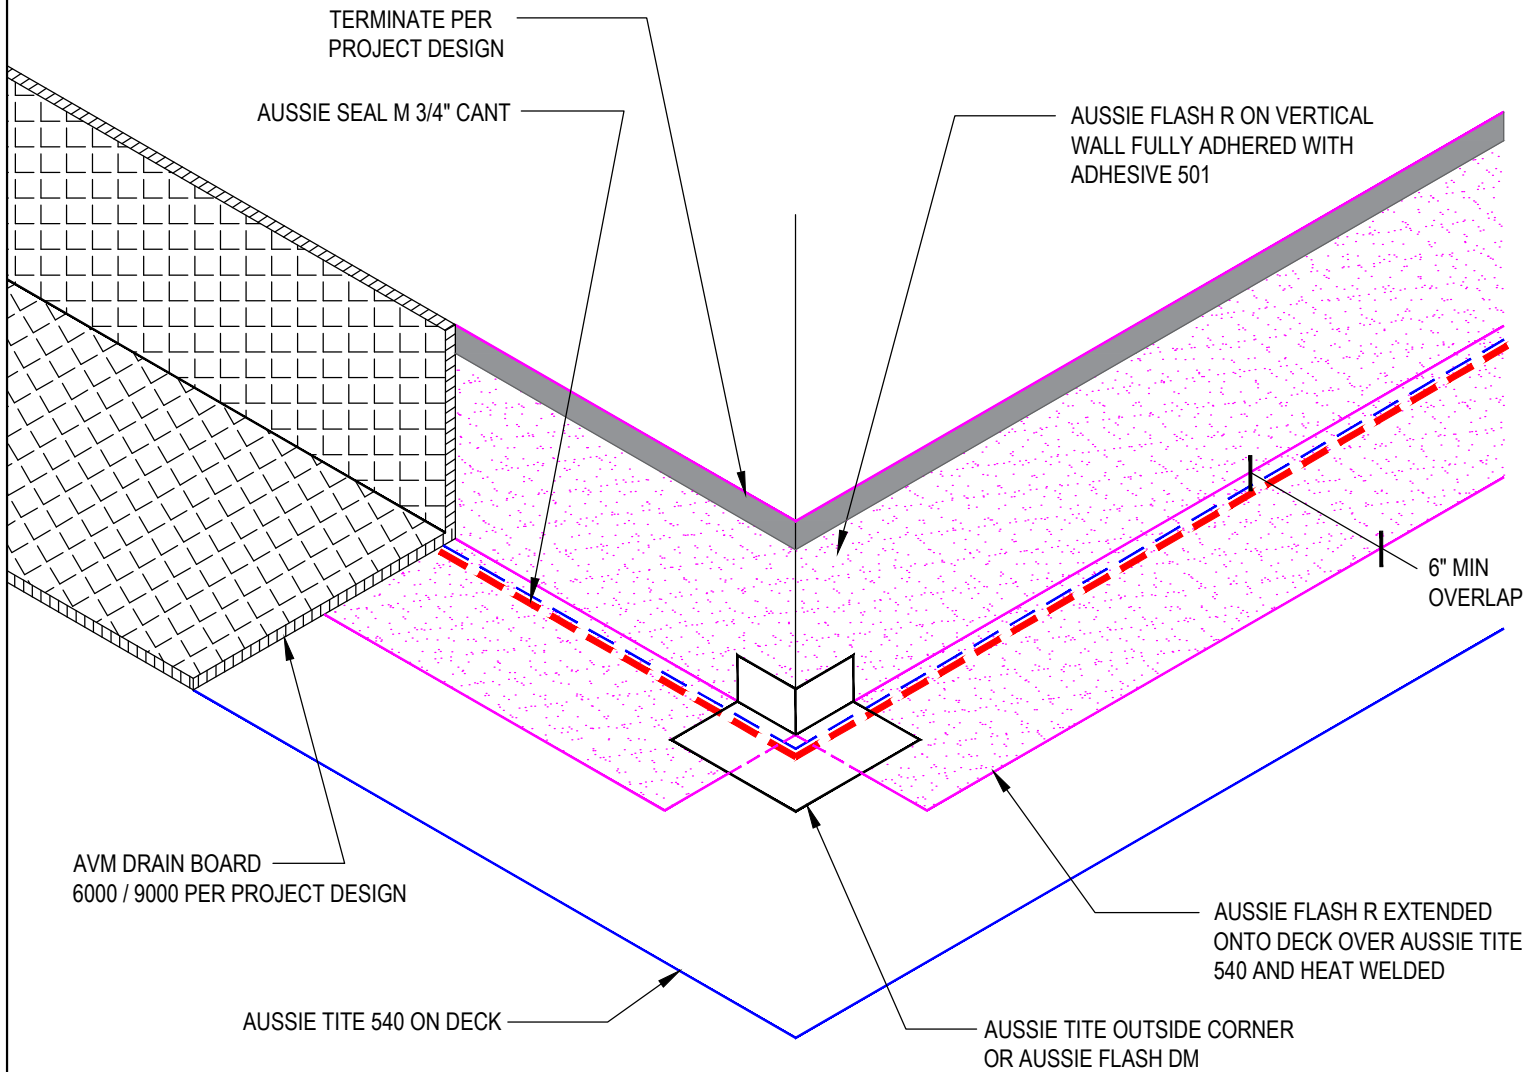 TERMINATE PER
PROJECT DESIGN
AUSSIE SEAL M 3/4" CANT
AUSSIE FLASH R ON VERTICAL
WALL FULLY ADHERED WITH
ADHESIVE 501
6" MIN
OVERLAP
AVM DRAIN BOARD
6000 / 9000 PER PROJECT DESIGN
AUSSIE FLASH R EXTENDED
ONTO DECK OVER AUSSIE TITE
540 AND HEAT WELDED
AUSSIE TITE 540 ON DECK
AUSSIE TITE OUTSIDE CORNER
OR AUSSIE FLASH DM